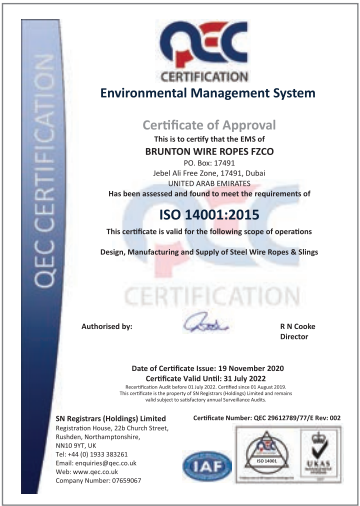 QEC
CERTIFICATION
QEC CERTIFICATION
Environmental Management System
Certificate of Approval
This is to certify that the EMS of
BRUNTON WIRE ROPES FZCO
PO. Box: 17491
Jebel Ali Free Zone, 17491, Dubai
UNITED ARAB EMIRATES
Has been assessed and found to meet the requirements of
ISO 14001:2015
This certificate is valid for the following scope of operations
Design, Manufacturing and Supply of Steel Wire Ropes & Slings
QEC
CERTIFICATION
Authorised by:
R N Cooke
Director
Date of Certificate Issue: 19 November 2020
Certificate Valid Until: 31 July 2022
Recertification Audit before 01 July 2022. Certified since 01 August 2019.
This certificate is the property of SN Registrars (Holdings) Limited and remains
valid subject to satisfactory annual Surveillance Audits.
SN Registrars (Holdings) Limited
Registration House, 22b Church Street,
Rushden, Northamptonshire,
NN10 9YT, UK
Tel: +44 (0) 1933 383261
Email: enquiries@qec.co.uk
Web: www.qec.co.uk
Company Number: 07659067
Certificate Number: QEC 29612789/77/E Rev: 002
IAF
ISO 14001
UKAS